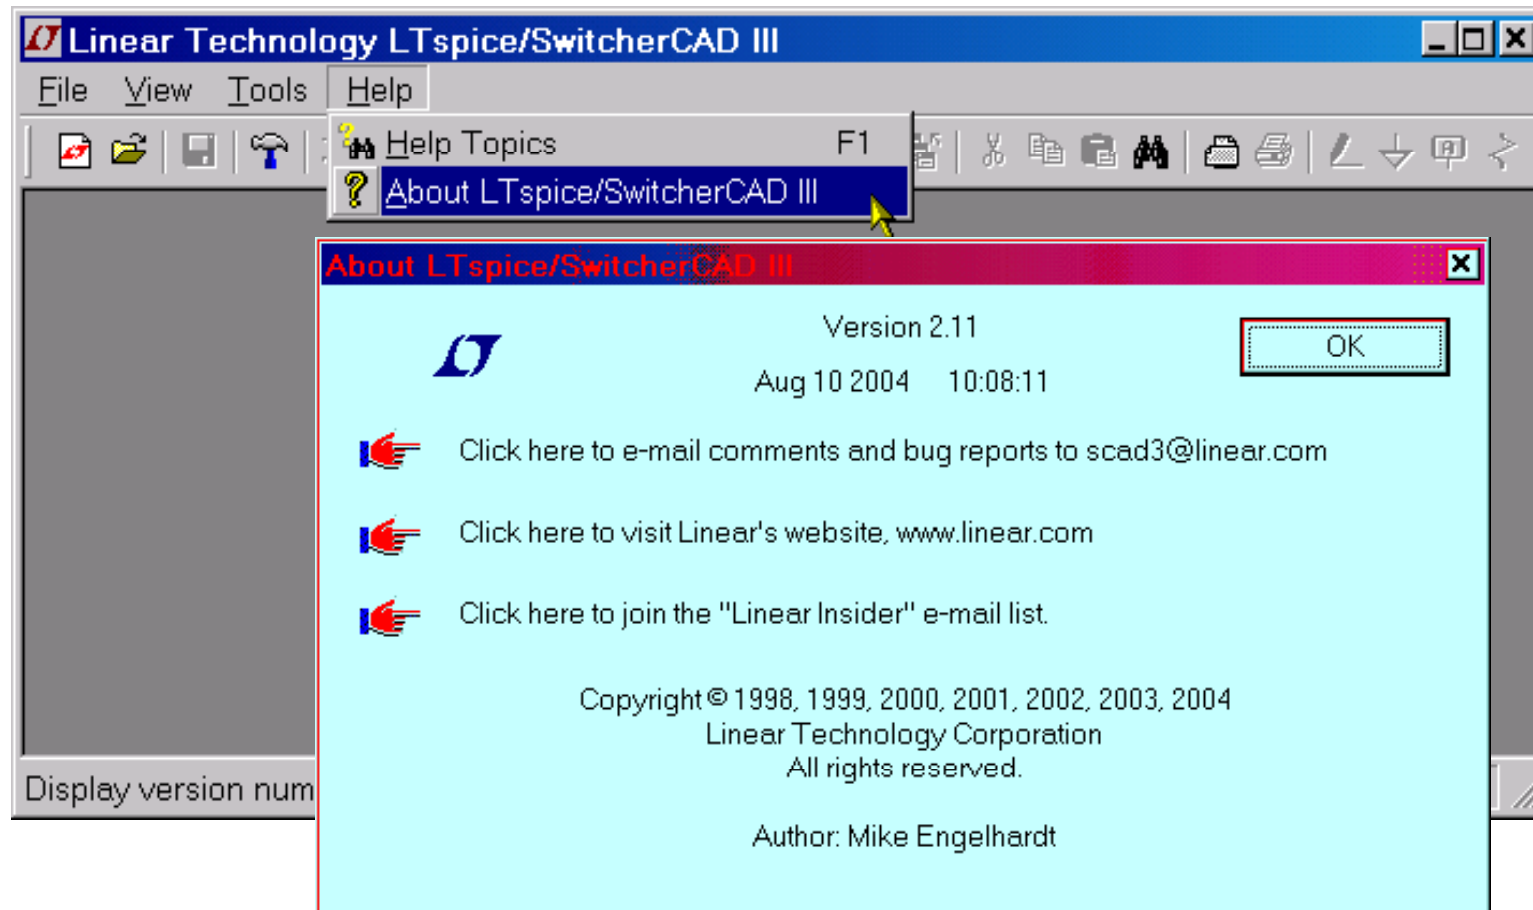 Linear Technology LTspice/SwitcherCAD III
File View Tools Help
Help Topics F1
About LTspice/SwitcherCAD III
About LTspice/SwitcherCAD III
Version 2.11
OK
Aug 10 2004 10:08:11
Click here to e-mail comments and bug reports to scad3@linear.com
Click here to visit Linear's website, www.linear.com
Click here to join the "Linear Insider" e-mail list.
Copyright © 1998, 1999, 2000, 2001, 2002, 2003, 2004
Linear Technology Corporation
All rights reserved.
Display version num
Author: Mike Engelhardt